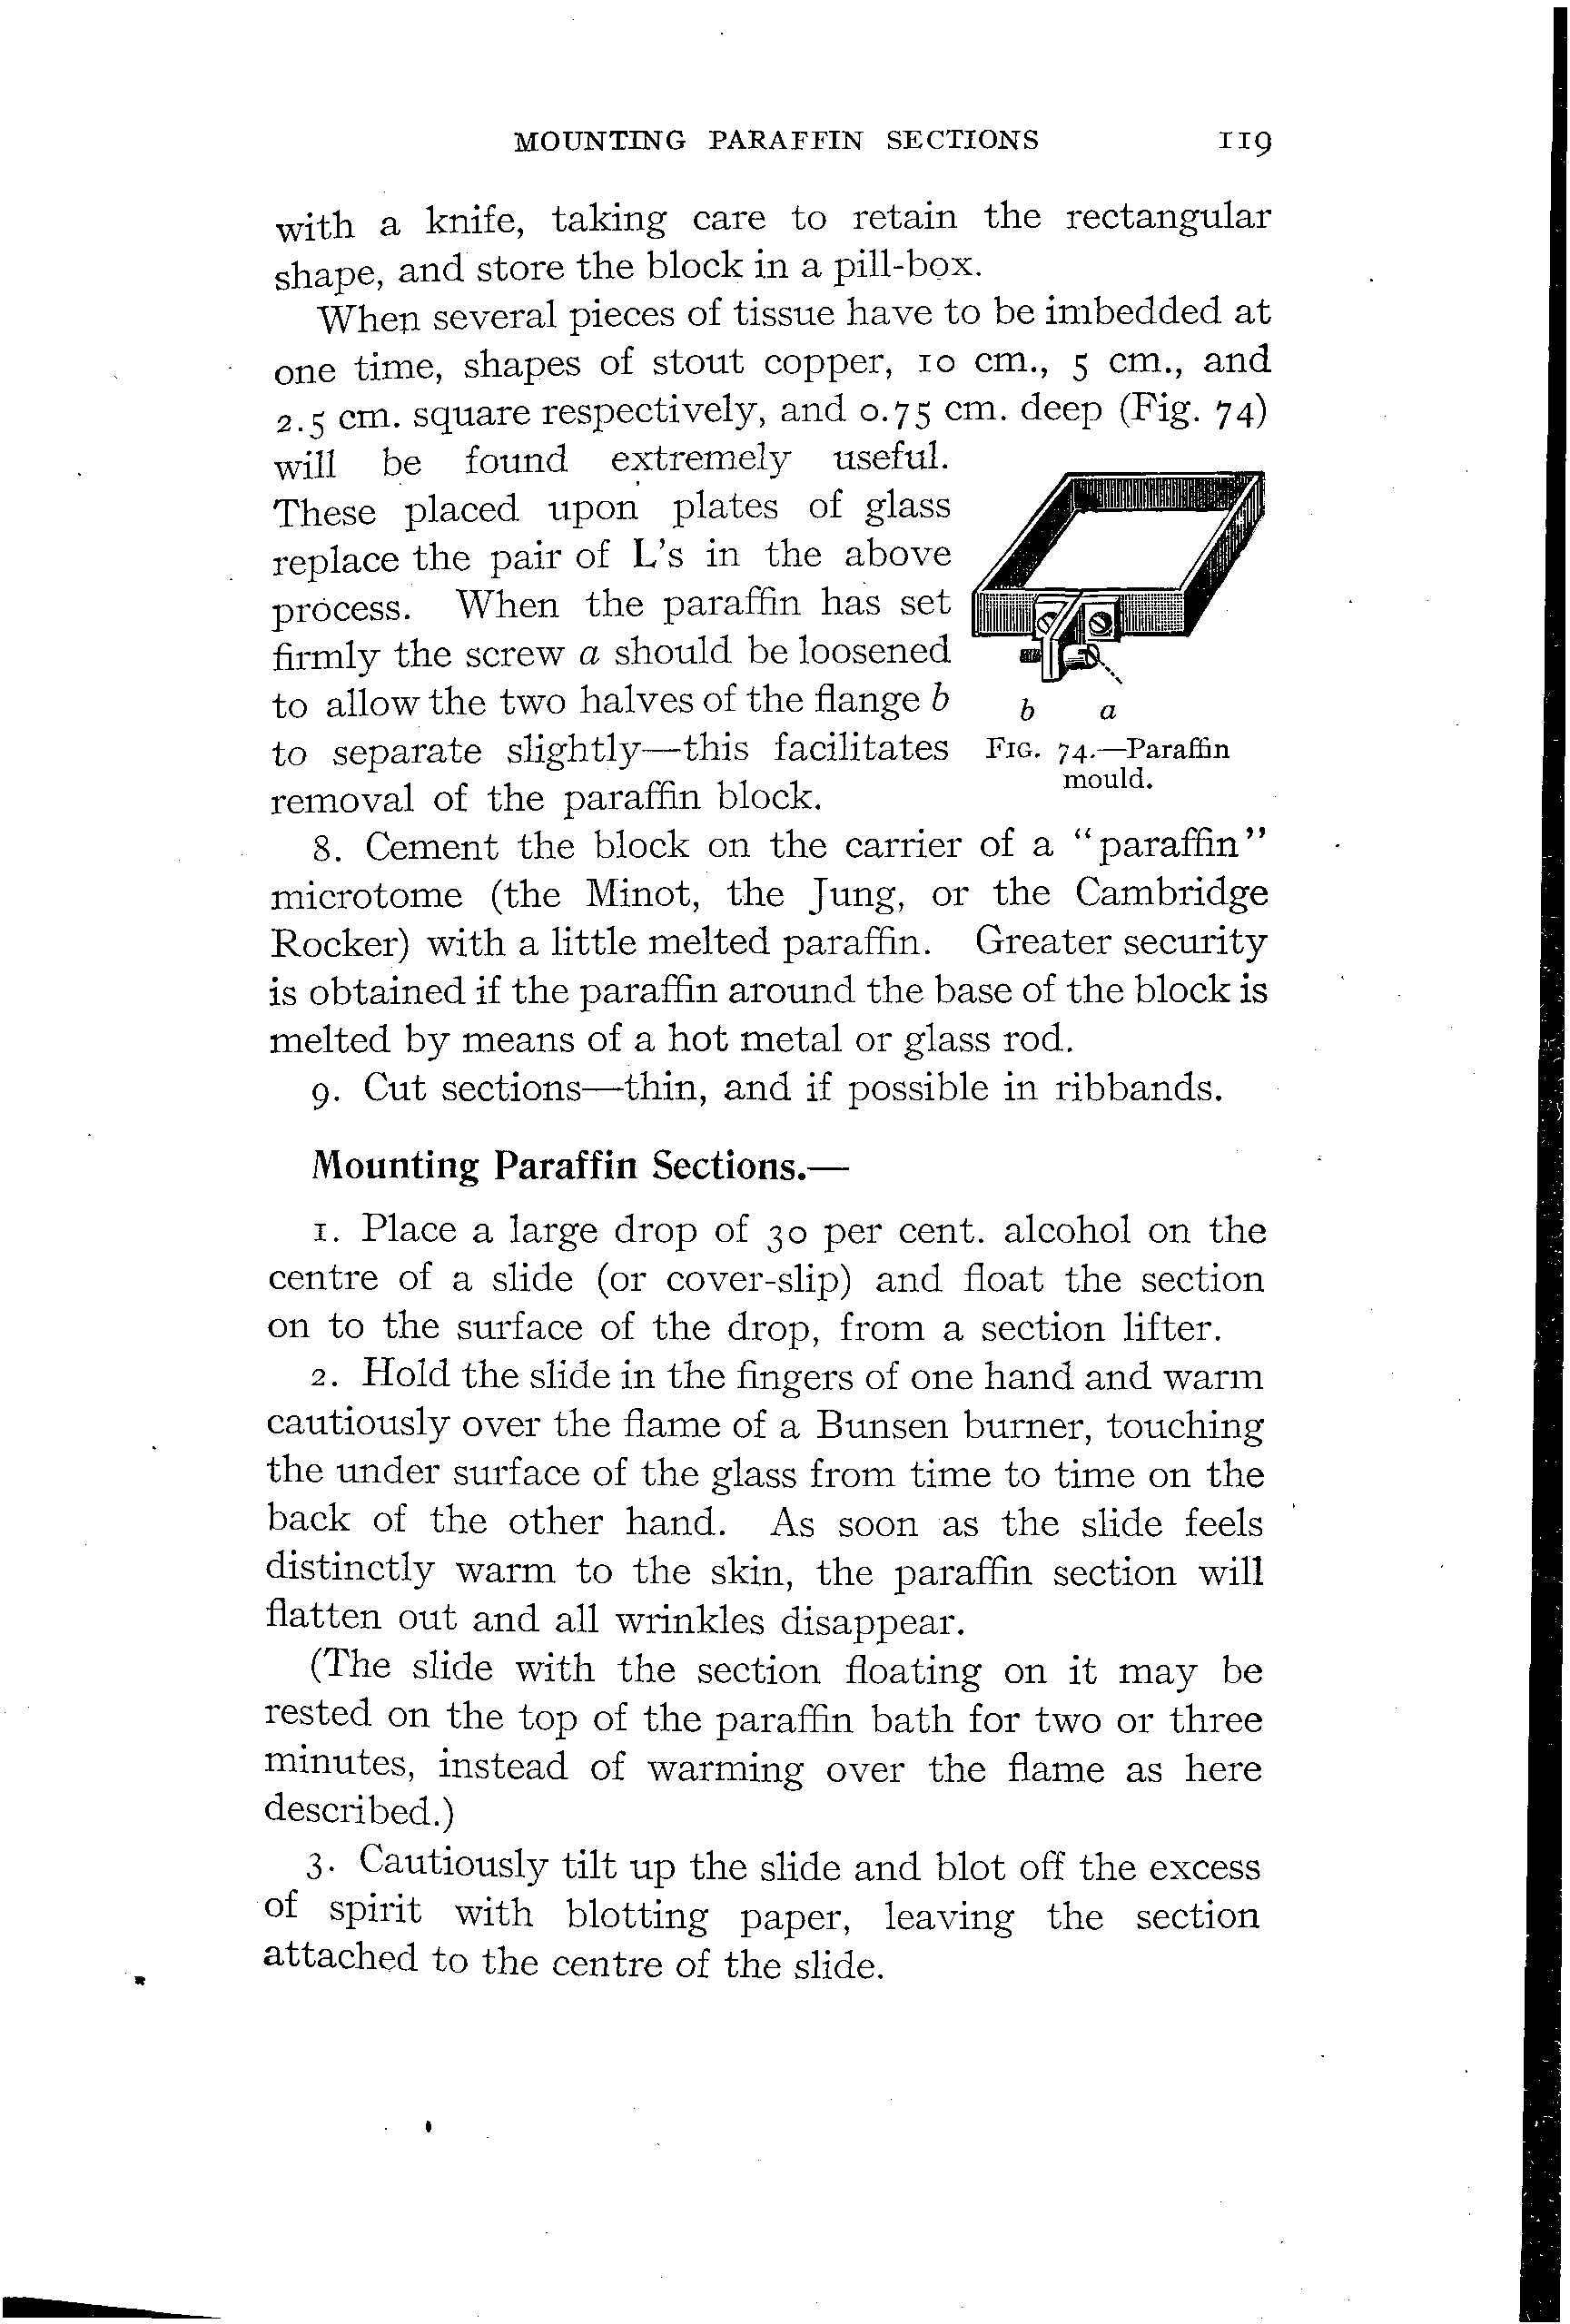 MOUNTING PARAFFIN SECTIONS 119
with a knife, taking care to retain the rectangular
shape, and store the block in a pill-box.
When several pieces of tissue have to be imbedded at
one time, shapes of stout copper, 10 cm., 5 cm., and
2.5 cm. square respectively, and 0.75 cm. deep (Fig. 74)
will be found extremely useful.
These placed upon plates of glass
replace the pair of L's in the above
process. When the paraffin has set
firmly the screw a should be loosened
to allow the two halves of the flange b
to separate slightly—this facilitates
removal of the paraffin block.
b a
FIG. 74.—Paraffin
mould.
8. Cement the block on the carrier of a "paraffin"
microtome (the Minot, the Jung, or the Cambridge
Rocker) with a little melted paraffin. Greater security
is obtained if the paraffin around the base of the block is
melted by means of a hot metal or glass rod.
9. Cut sections—thin, and if possible in ribbands.
Mounting Paraffin Sections.—
1. Place a large drop of 30 per cent. alcohol on the
centre of a slide (or cover-slip) and float the section
on to the surface of the drop, from a section lifter.
2. Hold the slide in the fingers of one hand and warm
cautiously over the flame of a Bunsen burner, touching
the under surface of the glass from time to time on the
back of the other hand. As soon as the slide feels
distinctly warm to the skin, the paraffin section will
flatten out and all wrinkles disappear.
(The slide with the section floating on it may be
rested on the top of the paraffin bath for two or three
minutes, instead of warming over the flame as here
described.)
3. Cautiously tilt up the slide and blot off the excess
of spirit with blotting paper, leaving the section
attached to the centre of the slide.